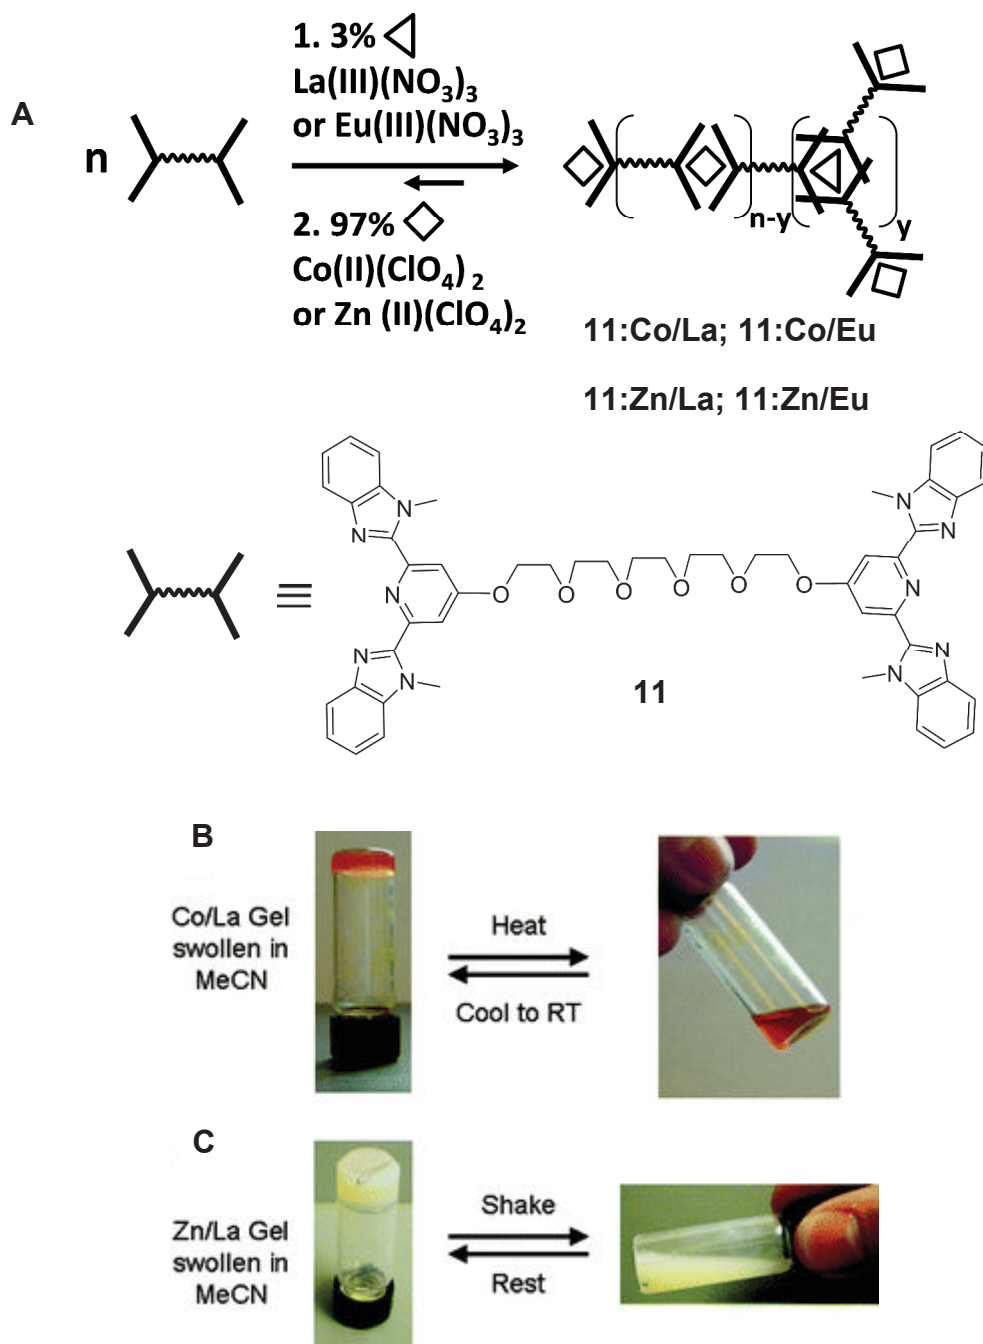 A
n
1. 3%
La(III)(NO₃)₃
or Eu(III)(NO₃)₃
2. 97%
Co(II)(ClO₄)₂
or Zn (II)(ClO₄)₂
n-y
y
11:Co/La; 11:Co/Eu
11:Zn/La; 11:Zn/Eu
N
N
N
N
N
O
O
O
O
O
O
N
N
N
N
N
11
B
Co/La Gel
swollen in
MeCN
Heat
Cool to RT
C
Zn/La Gel
swollen in
MeCN
Shake
Rest